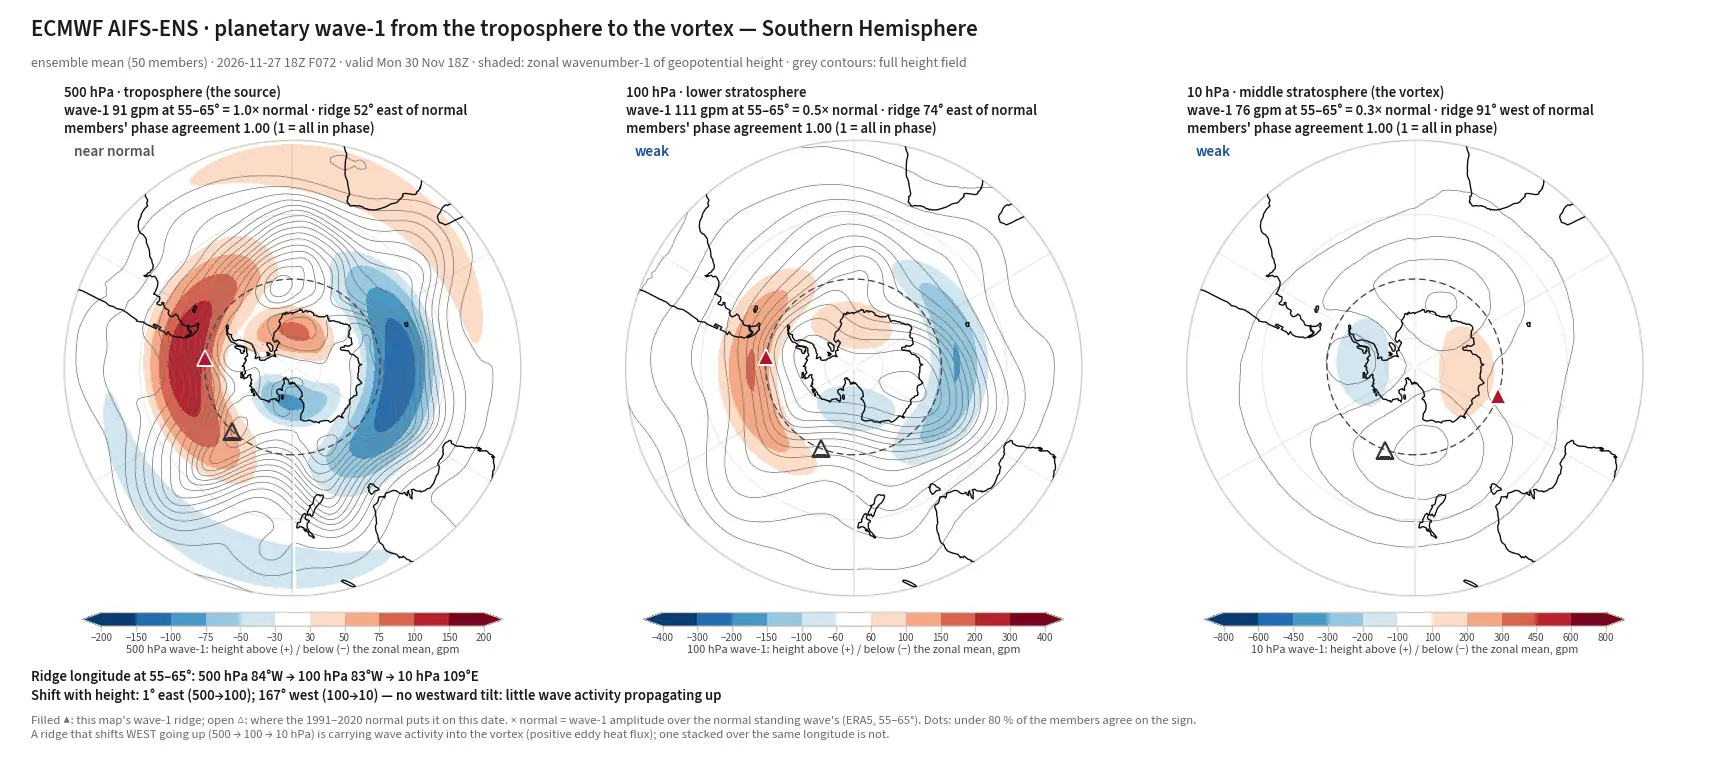 ECMWF AIFS-ENS · planetary wave-1 from the troposphere to the vortex — Southern Hemisphere
ensemble mean (50 members) · 2026-11-27 18Z F072 · valid Mon 30 Nov 18Z · shaded: zonal wavenumber-1 of geopotential height · grey contours: full height field
500 hPa · troposphere (the source)
wave-1 91 gpm at 55–65° = 1.0× normal · ridge 52° east of normal
members' phase agreement 1.00 (1 = all in phase)
near normal
100 hPa · lower stratosphere
wave-1 111 gpm at 55–65° = 0.5× normal · ridge 74° east of normal
members' phase agreement 1.00 (1 = all in phase)
weak
10 hPa · middle stratosphere (the vortex)
wave-1 76 gpm at 55–65° = 0.3× normal · ridge 91° west of normal
members' phase agreement 1.00 (1 = all in phase)
weak
−200 −150 −100 −75 −50 −30 30 50 75 100 150 200
500 hPa wave-1: height above (+) / below (−) the zonal mean, gpm
−400 −300 −200 −150 −100 −60 60 100 150 200 300 400
100 hPa wave-1: height above (+) / below (−) the zonal mean, gpm
−800 −600 −450 −300 −200 −100 100 200 300 450 600 800
10 hPa wave-1: height above (+) / below (−) the zonal mean, gpm
Ridge longitude at 55–65°: 500 hPa 84°W → 100 hPa 83°W → 10 hPa 109°E
Shift with height: 1° east (500→100); 167° west (100→10) — no westward tilt: little wave activity propagating up
Filled ▲: this map's wave-1 ridge; open △: where the 1991–2020 normal puts it on this date. × normal = wave-1 amplitude over the normal standing wave's (ERA5, 55–65°). Dots: under 80 % of the members agree on the sign.
A ridge that shifts WEST going up (500 → 100 → 10 hPa) is carrying wave activity into the vortex (positive eddy heat flux); one stacked over the same longitude is not.